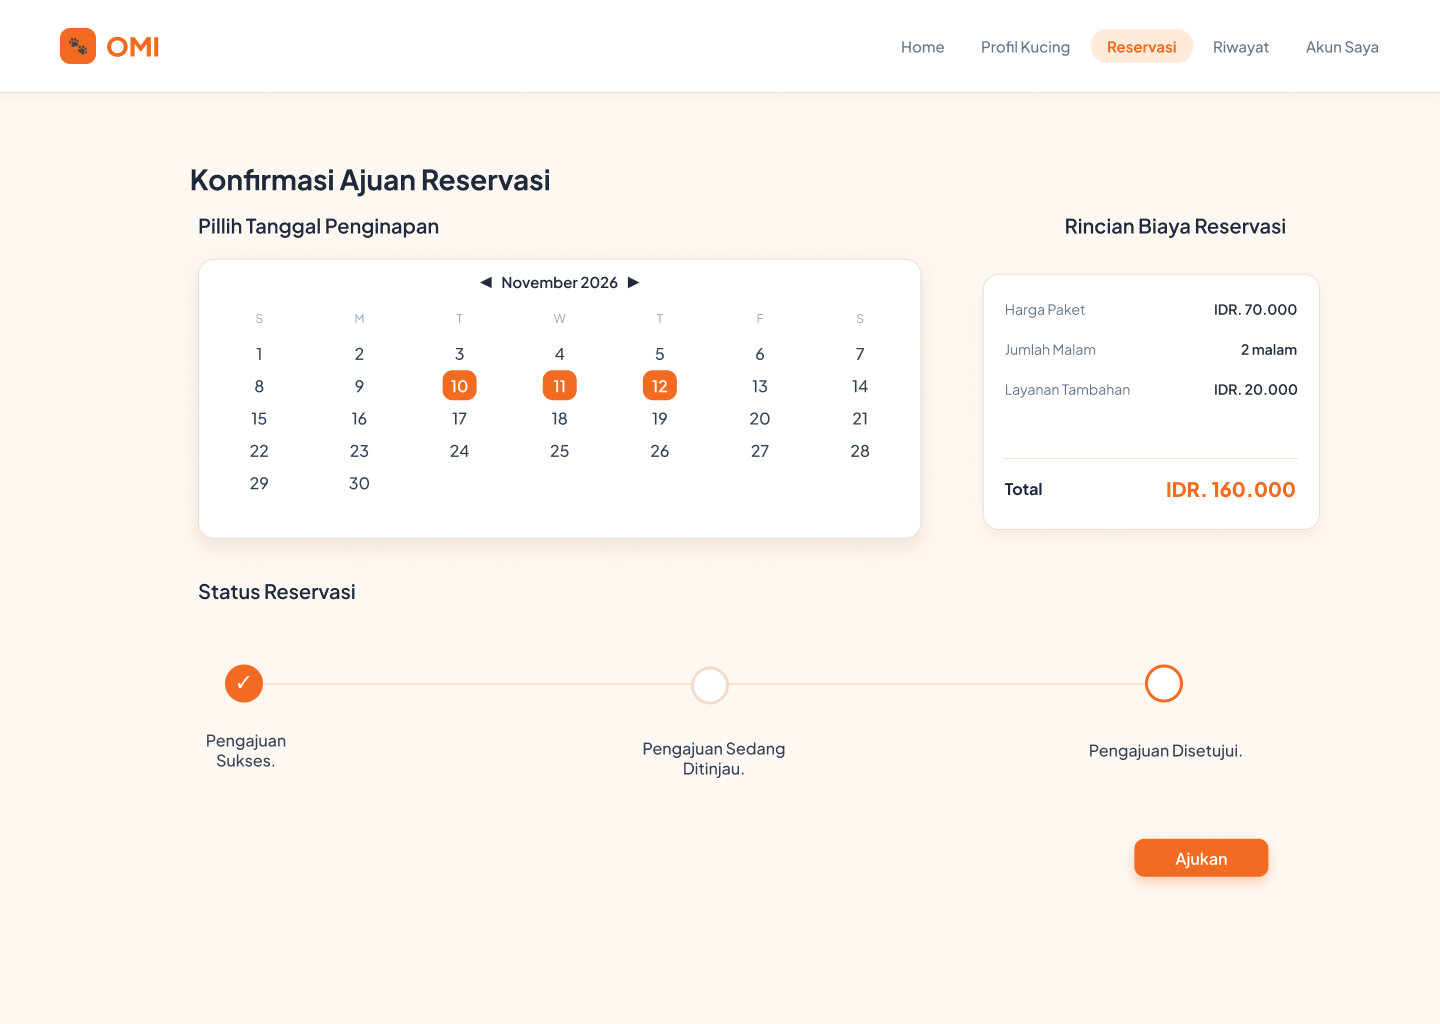 OMI
Home Profil Kucing Reservasi Riwayat Akun Saya
Konfirmasi Ajuan Reservasi
Pillih Tanggal Penginapan
◀ November 2026 ▶
S M T W T F S
1 2 3 4 5 6 7
8 9 10 11 12 13 14
15 16 17 18 19 20 21
22 23 24 25 26 27 28
29 30
Rincian Biaya Reservasi
Harga Paket IDR. 70.000
Jumlah Malam 2 malam
Layanan Tambahan IDR. 20.000
Total IDR. 160.000
Status Reservasi
✓
Pengajuan
Sukses.
Pengajuan Sedang
Ditinjau.
Pengajuan Disetujui.
Ajukan